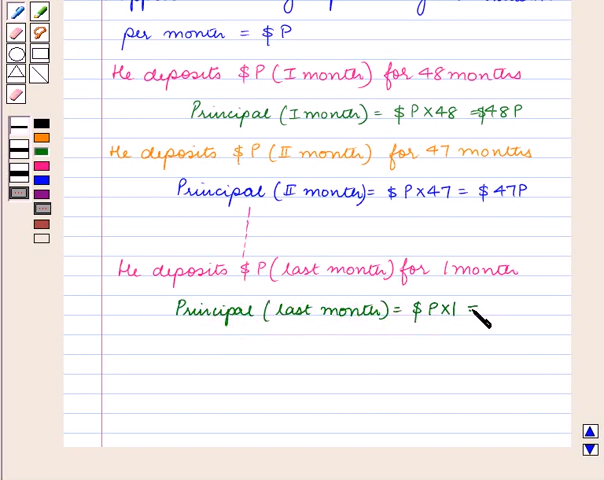 per month = $ P
He deposits $ P ( I month ) for 48 months
Principal ( I month ) = $ P × 48 = $48 P
He deposits $ P ( II month ) for 47 months
Principal ( II month ) = $ P × 47 = $ 47P
He deposits $ P ( last month ) for 1 month
Principal ( last month ) = $ P × 1 =